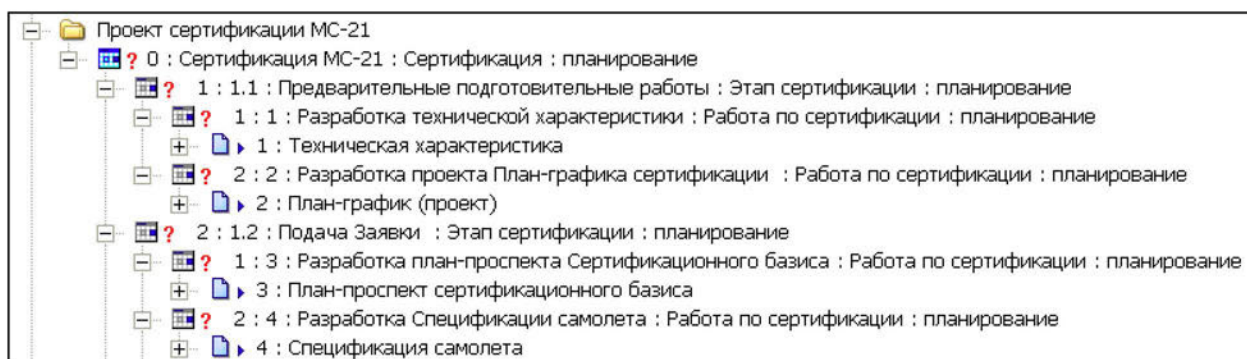 Проект сертификации МС-21
? 0 : Сертификация МС-21 : Сертификация : планирование
? 1 : 1.1 : Предварительные подготовительные работы : Этап сертификации : планирование
? 1 : 1 : Разработка технической характеристики : Работа по сертификации : планирование
1 : Техническая характеристика
? 2 : 2 : Разработка проекта План-графика сертификации : Работа по сертификации : планирование
2 : План-график (проект)
? 2 : 1.2 : Подача Заявки : Этап сертификации : планирование
? 1 : 3 : Разработка план-проспекта Сертификационного базиса : Работа по сертификации : планирование
3 : План-проспект сертификационного базиса
? 2 : 4 : Разработка Спецификации самолета : Работа по сертификации : планирование
4 : Спецификация самолета